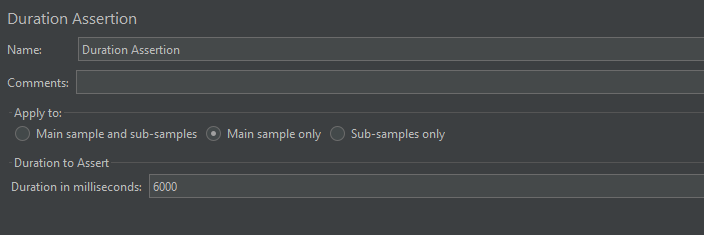 Duration Assertion
Name: Duration Assertion
Comments:
Apply to:
Main sample and sub-samples Main sample only Sub-samples only
Duration to Assert
Duration in milliseconds: 6000